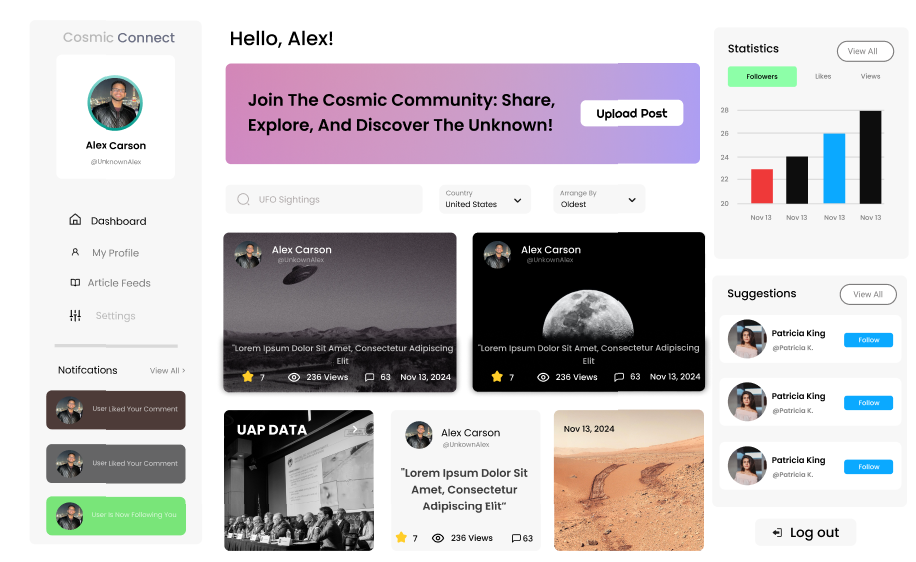 Cosmic Connect
Alex Carson
@UnknownAlex
Dashboard
My Profile
Article Feeds
Settings
Notifcations
View All >
User Liked Your Comment
User Liked Your Comment
User Is Now Following You
Hello, Alex!
Join The Cosmic Community: Share,
Explore, And Discover The Unknown!
Upload Post
UFO Sightings
Country
United States
Arrange By
Oldest
Alex Carson
@UnkownAlex
"Lorem Ipsum Dolor Sit Amet, Consectetur Adipiscing
Elit
7
236 Views
63
Nov 13, 2024
Alex Carson
@UnkownAlex
"Lorem Ipsum Dolor Sit Amet, Consectetur Adipiscing
Elit
7
236 Views
63
Nov 13, 2024
UAP DATA
Alex Carson
@UnkownAlex
"Lorem Ipsum Dolor Sit
Amet, Consectetur
Adipiscing Elit"
7
236 Views
63
Nov 13, 2024
Statistics
View All
Followers
Likes
Views
28
26
24
22
20
Nov 13
Nov 13
Nov 13
Nov 13
Suggestions
View All
Patricia King
@Patricia K.
Follow
Patricia King
@Patricia K.
Follow
Patricia King
@Patricia K.
Follow
Log out